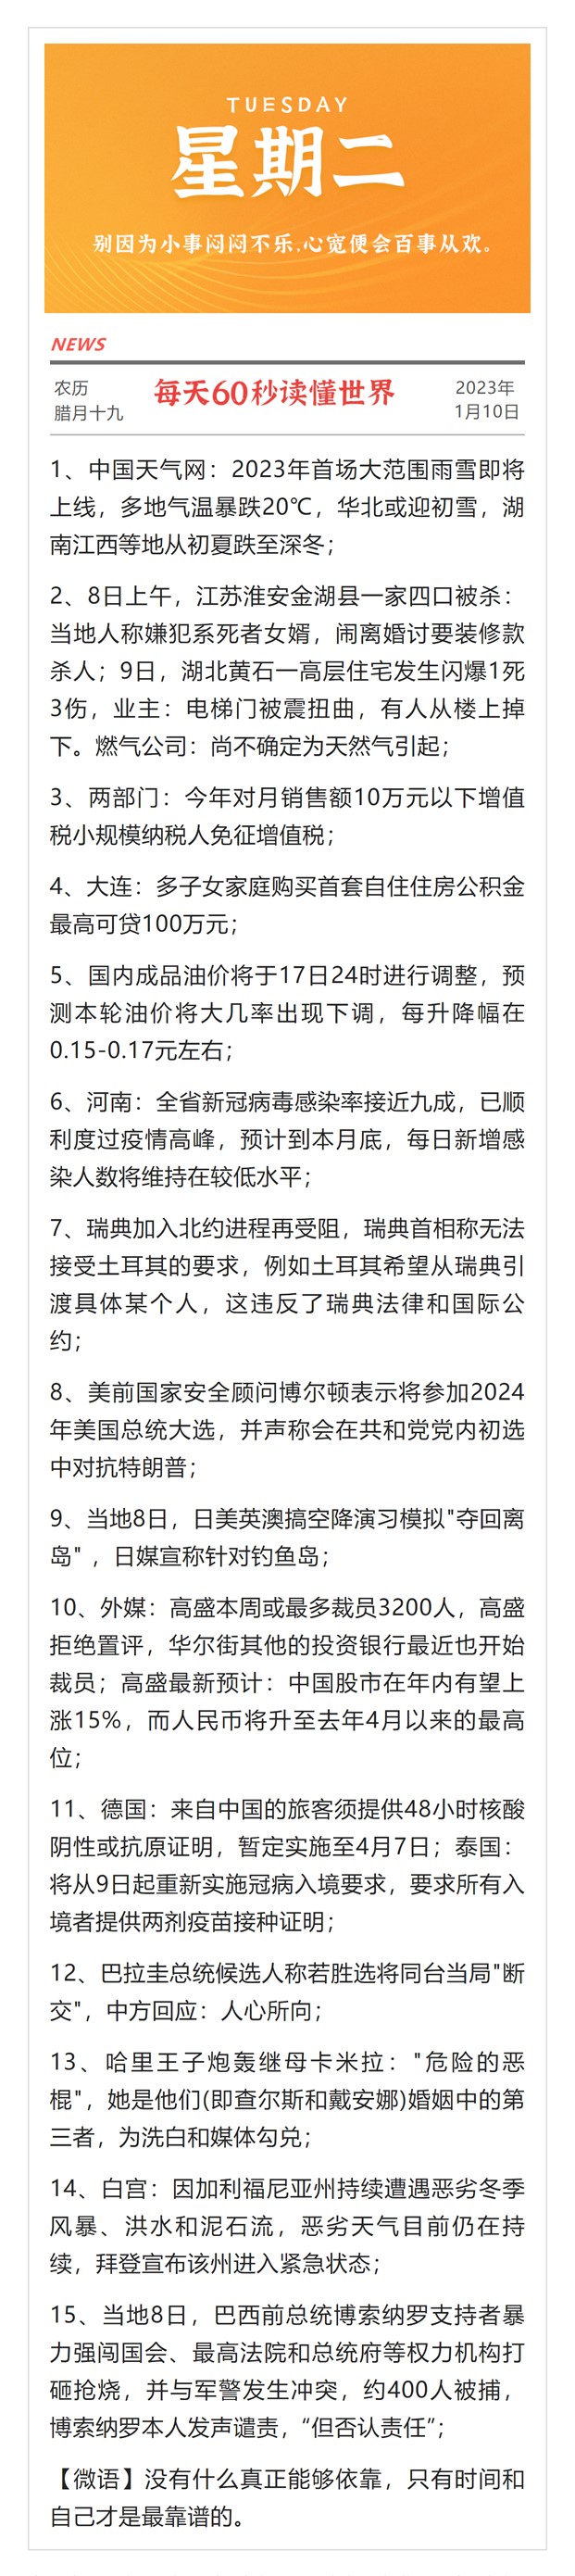 TUESDAY
星期二
别因为小事闷闷不乐,心宽便会百事从欢。
NEWS
农历
腊月十九
每天60秒读懂世界
2023年
1月10日
1、中国天气网：2023年首场大范围雨雪即将
上线，多地气温暴跌20℃，华北或迎初雪，湖
南江西等地从初夏跌至深冬；
2、8日上午，江苏淮安金湖县一家四口被杀：
当地人称嫌犯系死者女婿，闹离婚讨要装修款
杀人；9日，湖北黄石一高层住宅发生闪爆1死
3伤，业主：电梯门被震扭曲，有人从楼上掉
下。燃气公司：尚不确定为天然气引起；
3、两部门：今年对月销售额10万元以下增值
税小规模纳税人免征增值税；
4、大连：多子女家庭购买首套自住住房公积金
最高可贷100万元；
5、国内成品油价将于17日24时进行调整，预
测本轮油价将大几率出现下调，每升降幅在
0.15-0.17元左右；
6、河南：全省新冠病毒感染率接近九成，已顺
利度过疫情高峰，预计到本月底，每日新增感
染人数将维持在较低水平；
7、瑞典加入北约进程再受阻，瑞典首相称无法
接受土耳其的要求，例如土耳其希望从瑞典引
渡具体某个人，这违反了瑞典法律和国际公
约；
8、美前国家安全顾问博尔顿表示将参加2024
年美国总统大选，并声称会在共和党党内初选
中对抗特朗普；
9、当地8日，日美英澳搞空降演习模拟"夺回离
岛" ，日媒宣称针对钓鱼岛；
10、外媒：高盛本周或最多裁员3200人，高盛
拒绝置评，华尔街其他的投资银行最近也开始
裁员；高盛最新预计：中国股市在年内有望上
涨15%，而人民币将升至去年4月以来的最高
位；
11、德国：来自中国的旅客须提供48小时核酸
阴性或抗原证明，暂定实施至4月7日；泰国：
将从9日起重新实施冠病入境要求，要求所有入
境者提供两剂疫苗接种证明；
12、巴拉圭总统候选人称若胜选将同台当局"断
交"，中方回应：人心所向；
13、哈里王子炮轰继母卡米拉："危险的恶
棍"，她是他们(即查尔斯和戴安娜)婚姻中的第
三者，为洗白和媒体勾兑；
14、白宫：因加利福尼亚州持续遭遇恶劣冬季
风暴、洪水和泥石流，恶劣天气目前仍在持
续，拜登宣布该州进入紧急状态；
15、当地8日，巴西前总统博索纳罗支持者暴
力强闯国会、最高法院和总统府等权力机构打
砸抢烧，并与军警发生冲突，约400人被捕，
博索纳罗本人发声谴责，“但否认责任”；
【微语】没有什么真正能够依靠，只有时间和
自己才是最靠谱的。